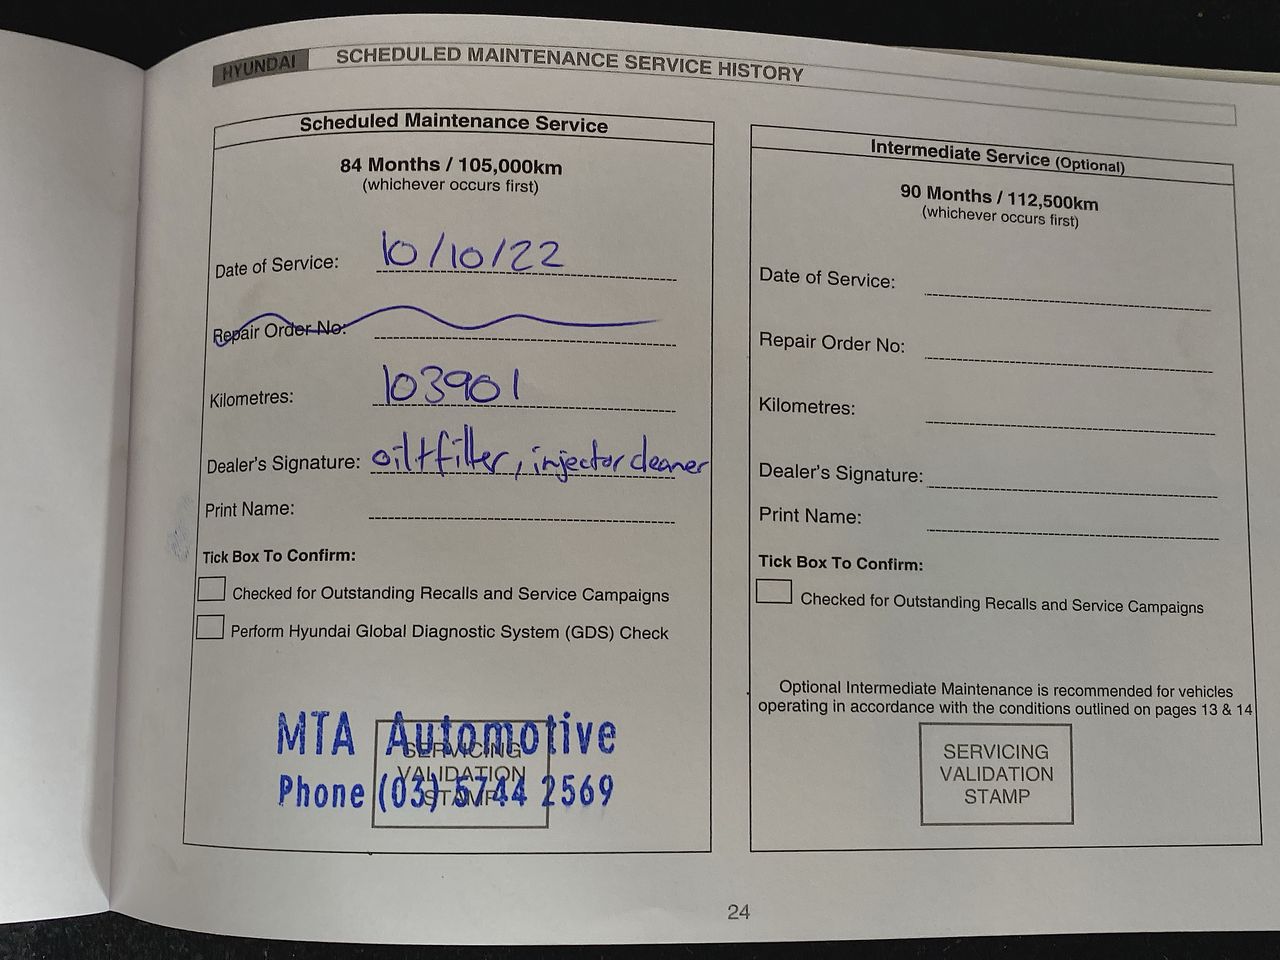 HYUNDAI SCHEDULED MAINTENANCE SERVICE HISTORY
Scheduled Maintenance Service
84 Months / 105,000km
(whichever occurs first)
Date of Service: 10/10/22
Repair Order No:
Kilometres: 103901
Dealer's Signature: oil+filter, injector cleaner
Print Name:
Tick Box To Confirm:
Checked for Outstanding Recalls and Service Campaigns
Perform Hyundai Global Diagnostic System (GDS) Check
SERVICING
VALIDATION
STAMP
MTA Automotive
Phone (03) 5744 2569
Intermediate Service (Optional)
90 Months / 112,500km
(whichever occurs first)
Date of Service:
Repair Order No:
Kilometres:
Dealer's Signature:
Print Name:
Tick Box To Confirm:
Checked for Outstanding Recalls and Service Campaigns
Optional Intermediate Maintenance is recommended for vehicles
operating in accordance with the conditions outlined on pages 13 & 14
SERVICING
VALIDATION
STAMP
24